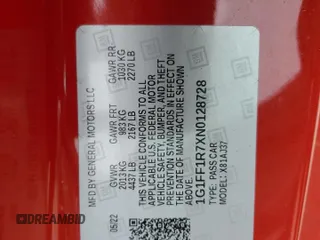 MFD BY GENERAL MOTORS LLC
05/22
GVWR
2013 KG
4437 LB
GAWR FRT
983 KG
2167 LB
GAWR RR
1030 KG
2270 LB
THIS VEHICLE CONFORMS TO ALL
APPLICABLE U.S. FEDERAL MOTOR
VEHICLE SAFETY, BUMPER, AND THEFT
PREVENTION STANDARDS IN EFFECT ON
THE DATE OF MANUFACTURE SHOWN
ABOVE.
1G1FF1R7XN0128728
TYPE: PASS CAR
MODEL: X81AJ37
DREAMBID